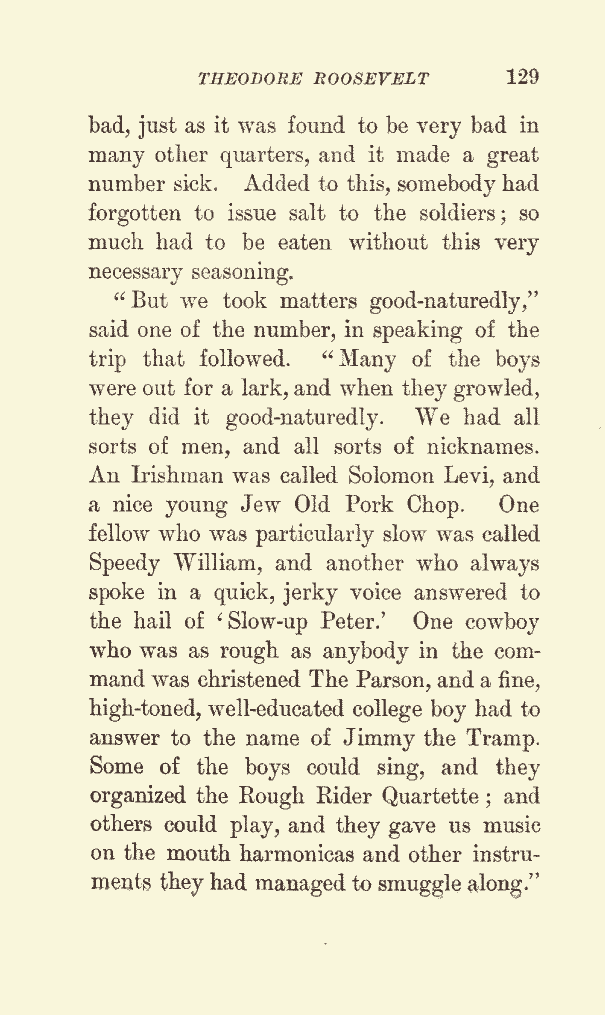 THEODORE ROOSEVELT 129
bad, just as it was found to be very bad in
many other quarters, and it made a great
number sick. Added to this, somebody had
forgotten to issue salt to the soldiers; so
much had to be eaten without this very
necessary seasoning.
"But we took matters good-naturedly,"
said one of the number, in speaking of the
trip that followed. "Many of the boys
were out for a lark, and when they growled,
they did it good-naturedly. We had all
sorts of men, and all sorts of nicknames.
An Irishman was called Solomon Levi, and
a nice young Jew Old Pork Chop. One
fellow who was particularly slow was called
Speedy William, and another who always
spoke in a quick, jerky voice answered to
the hail of 'Slow-up Peter.' One cowboy
who was as rough as anybody in the com-
mand was christened The Parson, and a fine,
high-toned, well-educated college boy had to
answer to the name of Jimmy the Tramp.
Some of the boys could sing, and they
organized the Rough Rider Quartette; and
others could play, and they gave us music
on the mouth harmonicas and other instru-
ments they had managed to smuggle along."